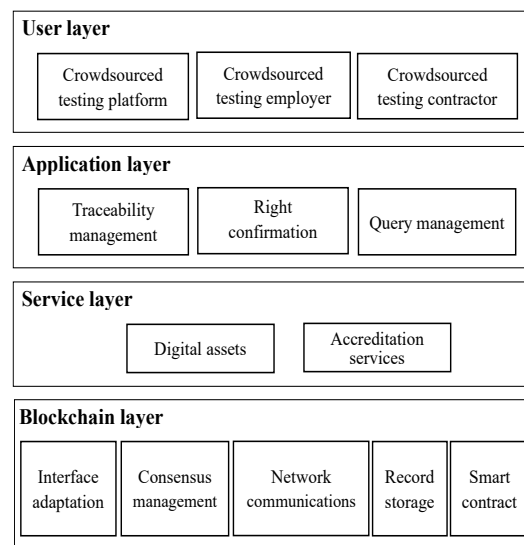 User layer
Crowdsourced
testing platform
Crowdsourced
testing employer
Crowdsourced
testing contractor
Application layer
Traceability
management
Right
confirmation
Query management
Service layer
Digital assets
Accreditation
services
Blockchain layer
Interface
adaptation
Consensus
management
Network
communications
Record
storage
Smart
contract